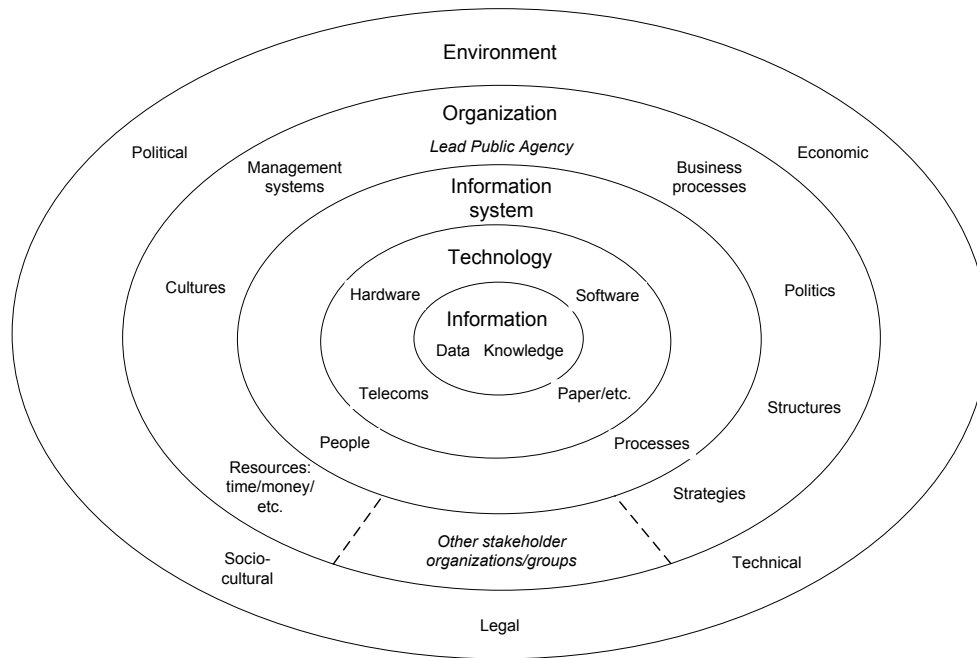 Environment
Organization
Political
Lead Public Agency
Economic
Management
systems
Business
processes
Information
system
Technology
Cultures
Hardware
Software
Politics
Information
Data Knowledge
Telecoms
Paper/etc.
Structures
People
Processes
Resources:
time/money/
etc.
Strategies
Other stakeholder
organizations/groups
Socio-
cultural
Technical
Legal